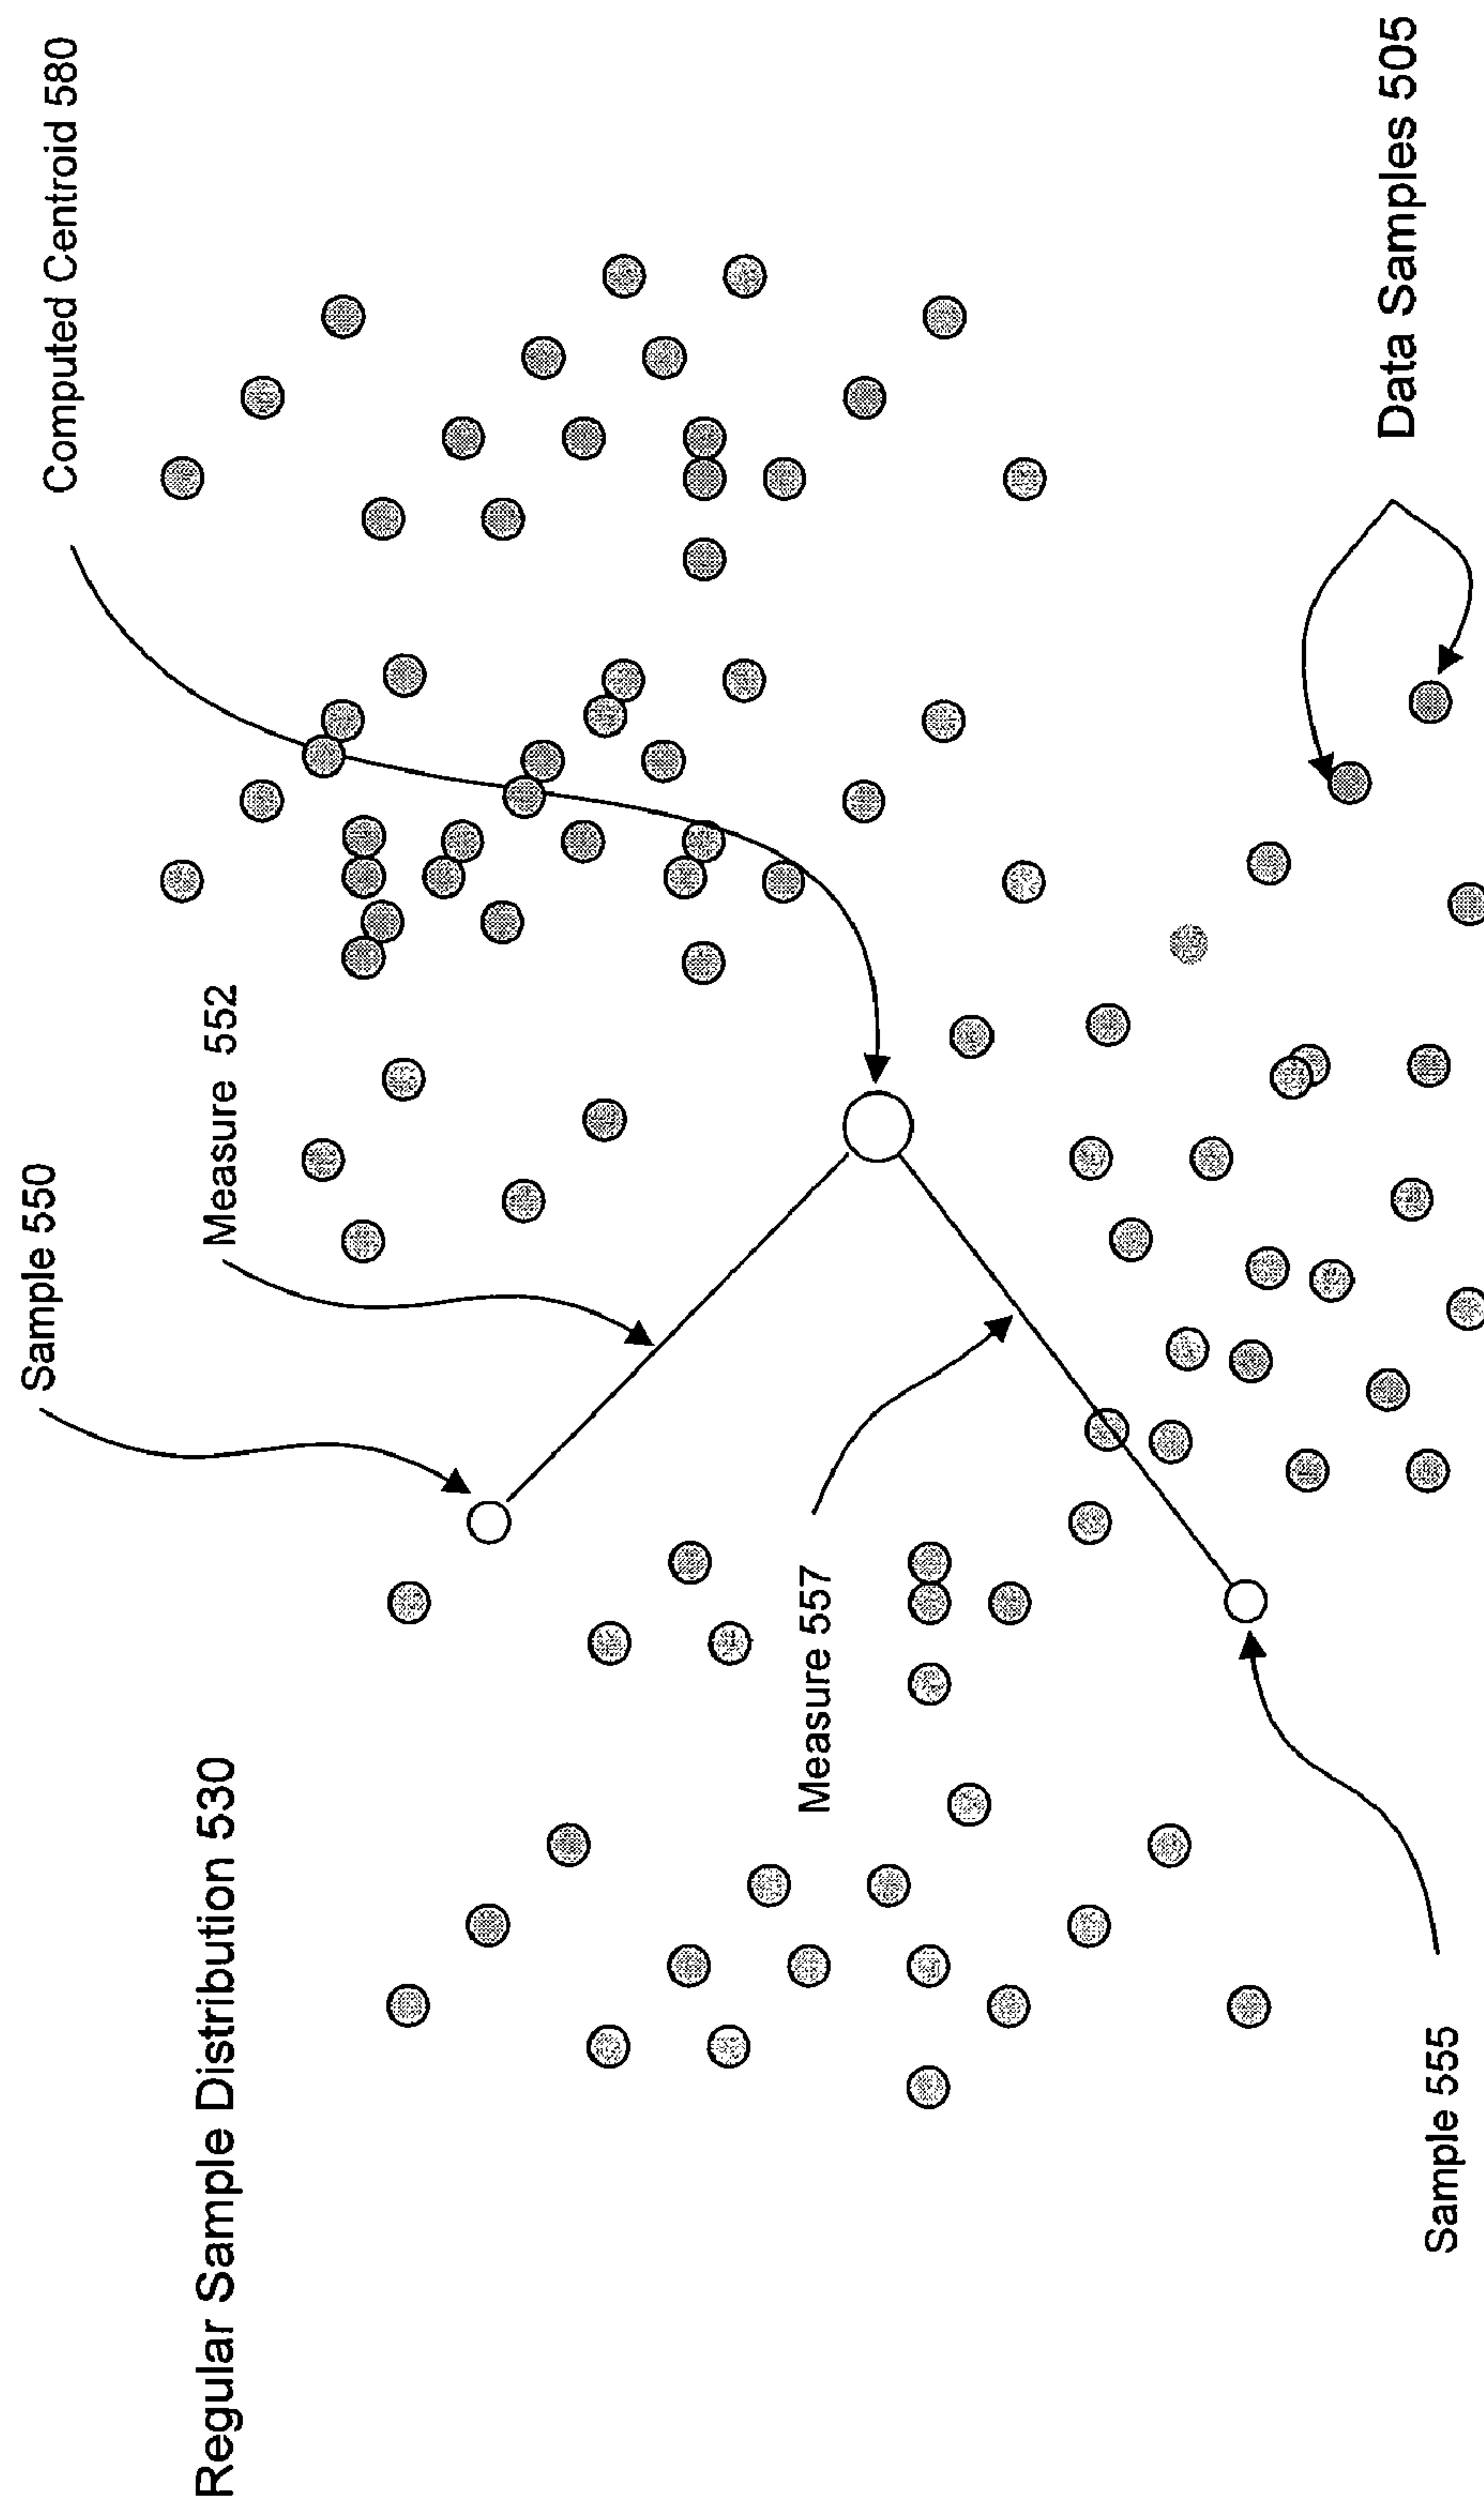 Regular Sample Distribution 530
Sample 550
Computed Centroid 580
Measure 552
Measure 557
Sample 555
Data Samples 505